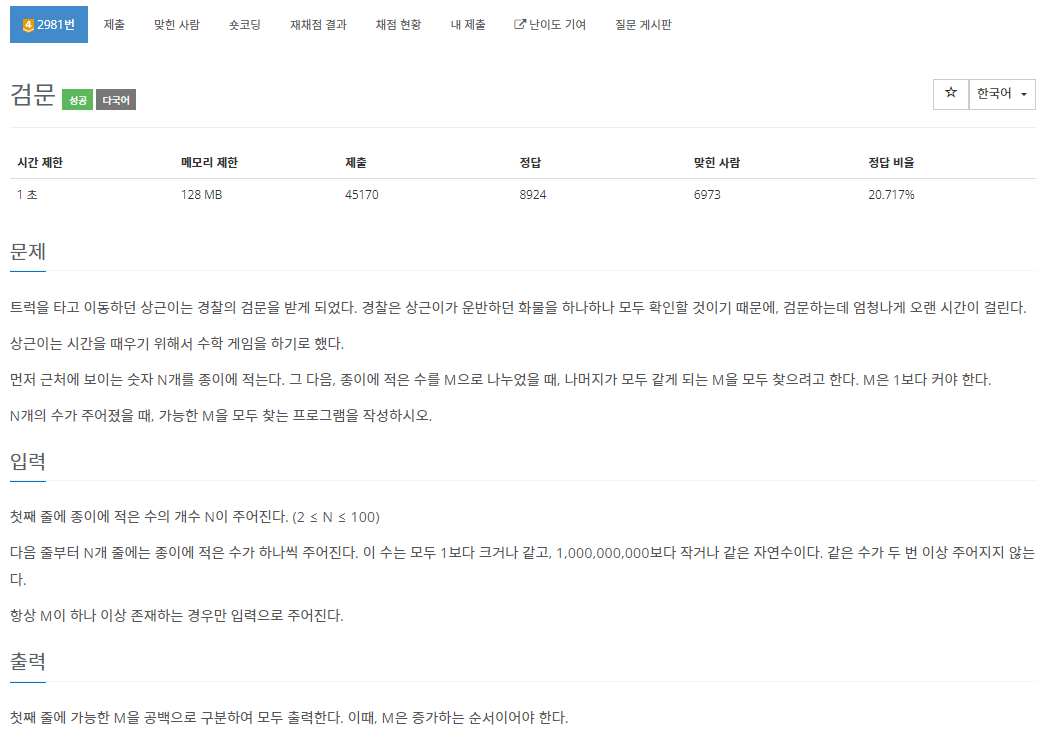 4 2981번 제출 맞힌 사람 숏코딩 재채점 결과 채점 현황 내 제출 난이도 기여 질문 게시판
검문 성공 다국어 ☆ 한국어
시간 제한 메모리 제한 제출 정답 맞힌 사람 정답 비율
1 초 128 MB 45170 8924 6973 20.717%
문제
트럭을 타고 이동하던 상근이는 경찰의 검문을 받게 되었다. 경찰은 상근이가 운반하던 화물을 하나하나 모두 확인할 것이기 때문에, 검문하는데 엄청나게 오랜 시간이 걸린다.
상근이는 시간을 때우기 위해서 수학 게임을 하기로 했다.
먼저 근처에 보이는 숫자 N개를 종이에 적는다. 그 다음, 종이에 적은 수를 M으로 나누었을 때, 나머지가 모두 같게 되는 M을 모두 찾으려고 한다. M은 1보다 커야 한다.
N개의 수가 주어졌을 때, 가능한 M을 모두 찾는 프로그램을 작성하시오.
입력
첫째 줄에 종이에 적은 수의 개수 N이 주어진다. (2 ≤ N ≤ 100)
다음 줄부터 N개 줄에는 종이에 적은 수가 하나씩 주어진다. 이 수는 모두 1보다 크거나 같고, 1,000,000,000보다 작거나 같은 자연수이다. 같은 수가 두 번 이상 주어지지 않는
다.
항상 M이 하나 이상 존재하는 경우만 입력으로 주어진다.
출력
첫째 줄에 가능한 M을 공백으로 구분하여 모두 출력한다. 이때, M은 증가하는 순서이어야 한다.